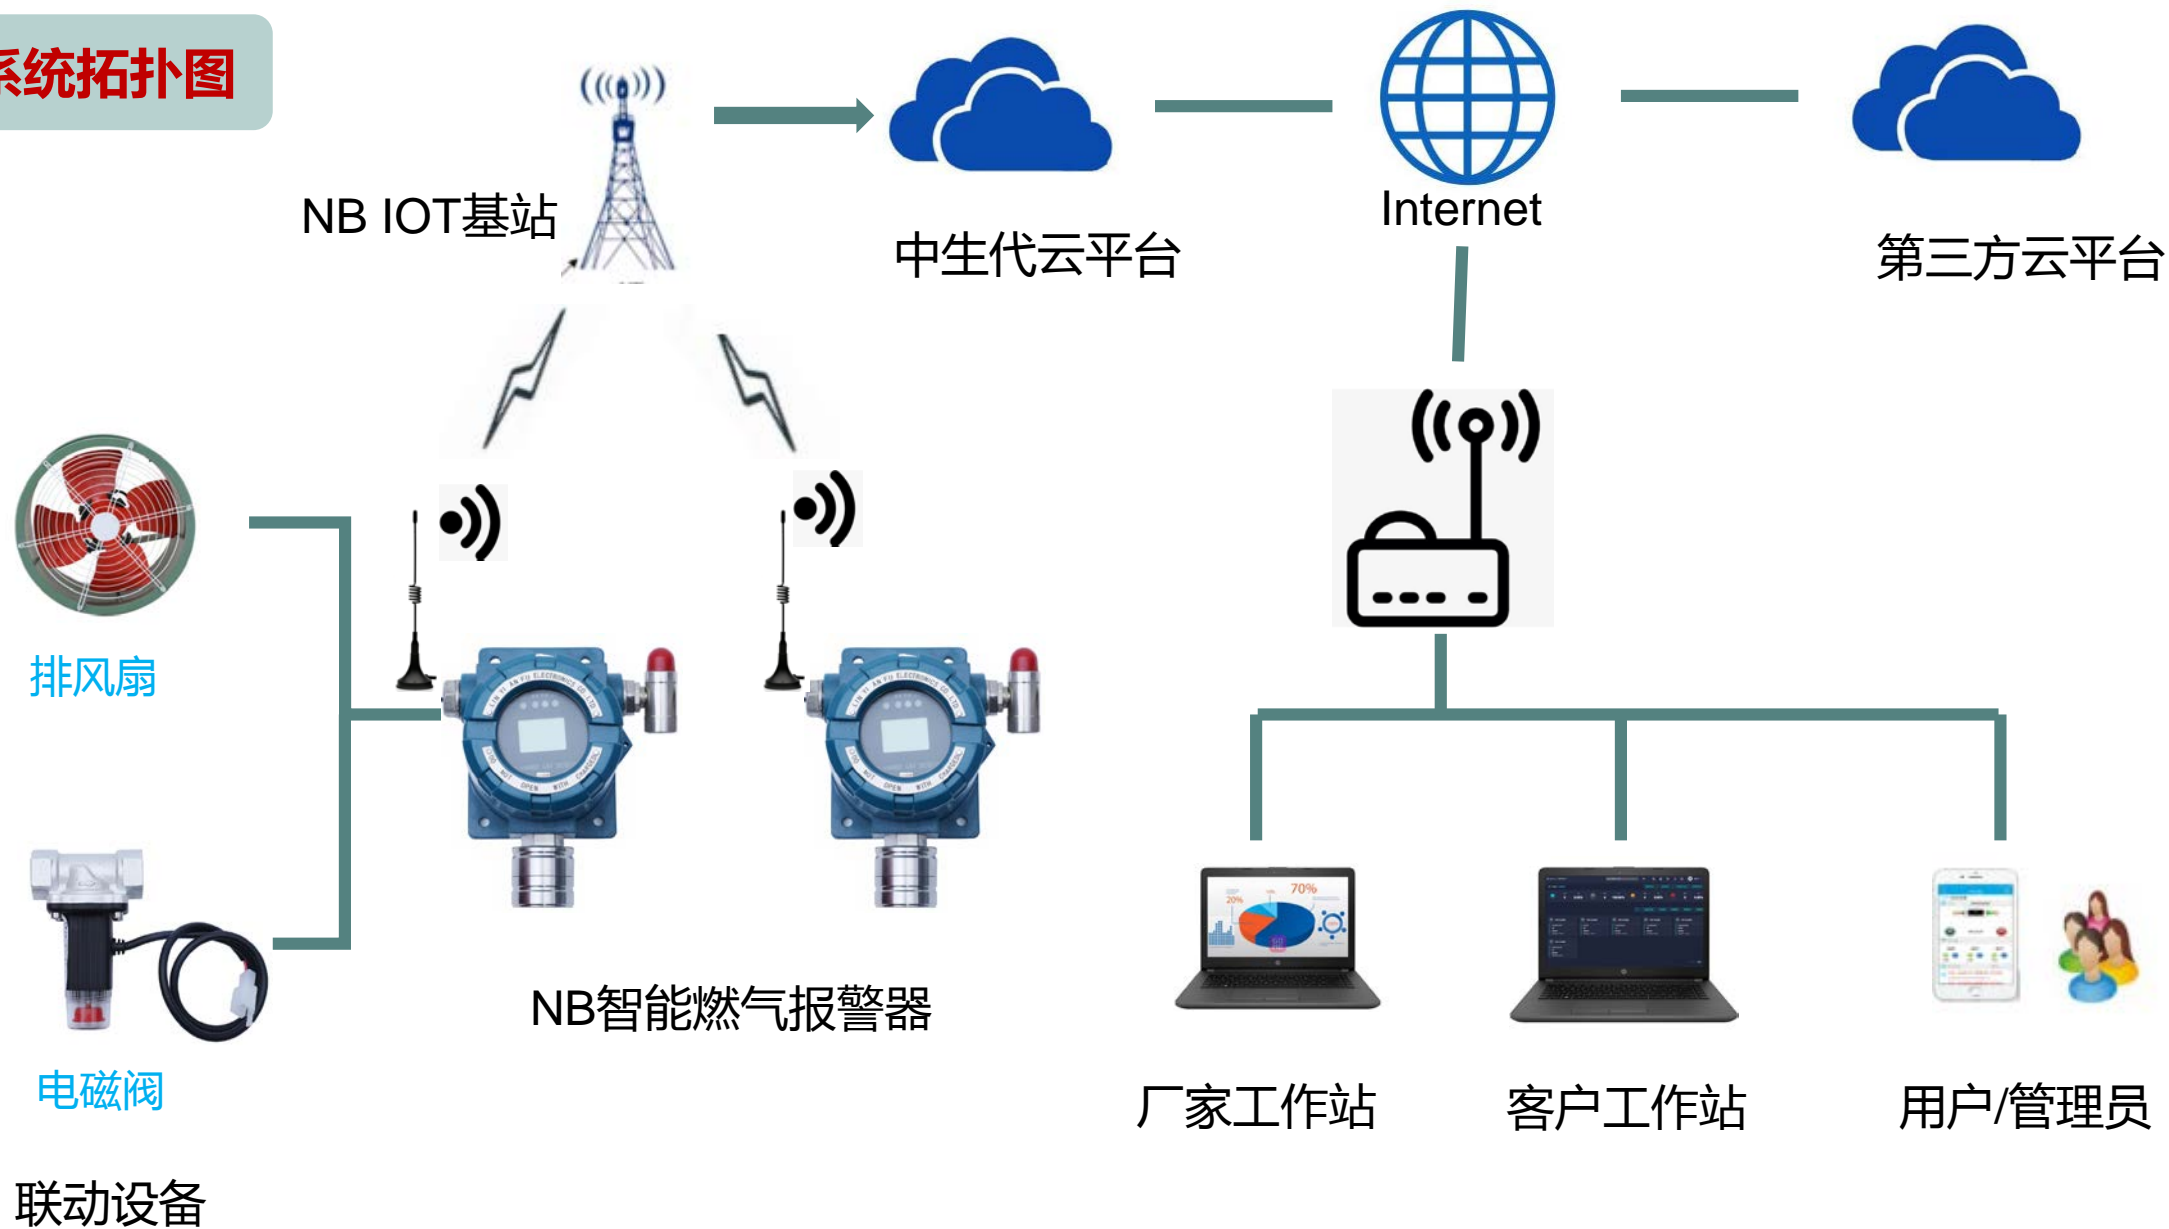 系统拓扑图
NB IOT基站
中生代云平台
Internet
第三方云平台
排风扇
电磁阀
联动设备
NB智能燃气报警器
70%
20%
厂家工作站
客户工作站
用户/管理员